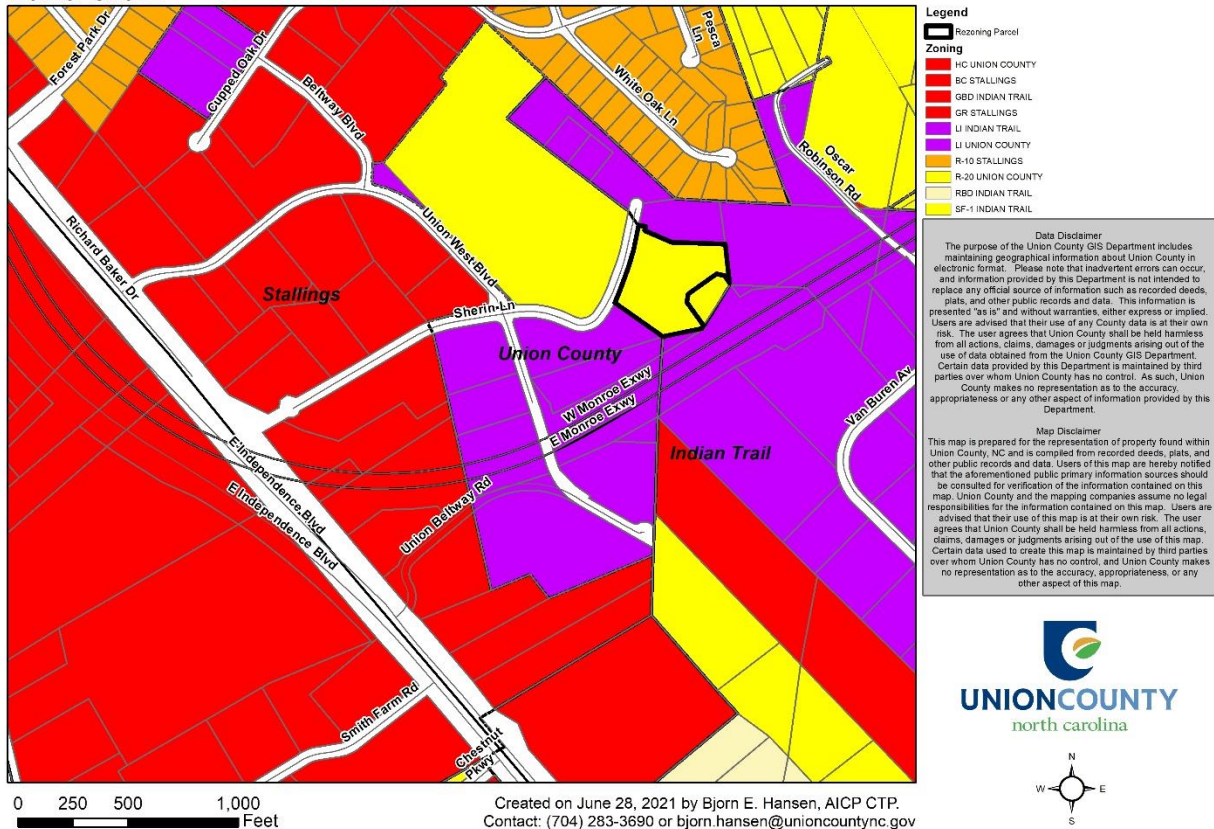 Forest Park Dr
Cupped Oak Dr
Beltway Blvd
Pesca
Ln
White Oak Ln
Oscar
Robinson Rd
Richard Baker Dr
Union West Blvd
Stallings
Sherin Ln
Union County
W Monroe Exwy
E Monroe Exwy
Van Buren Av
Indian Trail
E Independence Blvd
E Independence Blvd
Union Beltway Rd
Smith Farm Rd
Chestnut
Pkwy
Legend
Rezoning Parcel
Zoning
HC UNION COUNTY
BC STALLINGS
GBD INDIAN TRAIL
GR STALLINGS
LI INDIAN TRAIL
LI UNION COUNTY
R-10 STALLINGS
R-20 UNION COUNTY
RBD INDIAN TRAIL
SF-1 INDIAN TRAIL
Data Disclaimer
The purpose of the Union County GIS Department includes
maintaining geographical information about Union County in
electronic format. Please note that inadvertent errors can occur,
and information provided by this Department is not intended to
replace any official source of information such as recorded deeds,
plats, and other public records and data. This information is
presented "as is" and without warranties, either express or implied.
Users are advised that their use of any County data is at their own
risk. The user agrees that Union County shall be held harmless
from all actions, claims, damages or judgments arising out of the
use of data obtained from the Union County GIS Department.
Certain data provided by this Department is maintained by third
parties over whom Union County has no control. As such, Union
County makes no representation as to the accuracy,
appropriateness or any other aspect of information provided by this
Department.
Map Disclaimer
This map is prepared for the representation of property found within
Union County, NC and is compiled from recorded deeds, plats, and
other public records and data. Users of this map are hereby notified
that the aforementioned public primary information sources should
be consulted for verification of the information contained on this
map. Union County and the mapping companies assume no legal
responsibilities for the information contained on this map. Users are
advised that their use of this map is at their own risk. The user
agrees that Union County shall be held harmless from all actions,
claims, damages or judgments arising out of the use of this map.
Certain data used to create this map is maintained by third parties
over whom Union County has no control, and Union County makes
no representation as to the accuracy, appropriateness, or any
other aspect of this map.
UNIONCOUNTY
north carolina
N
W E
S
0 250 500 1,000
Feet
Created on June 28, 2021 by Bjorn E. Hansen, AICP CTP.
Contact: (704) 283-3690 or bjorn.hansen@unioncountync.gov